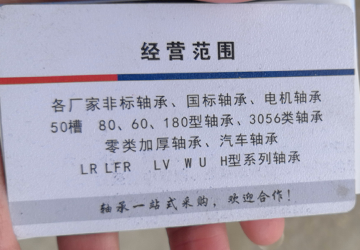 经营范围
各厂家非标轴承、国标轴承、电机轴承
50槽 80、60、180型轴承、3056类轴承
零类加厚轴承、汽车轴承
LR LFR LV W U H型系列轴承
轴承一站式采购，欢迎合作！